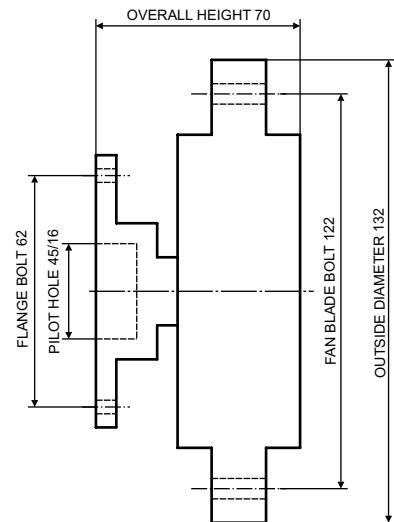 OVERALL HEIGHT 70
FLANGE BOLT 62
PILOT HOLE 45/16
FAN BLADE BOLT 122
OUTSIDE DIAMETER 132